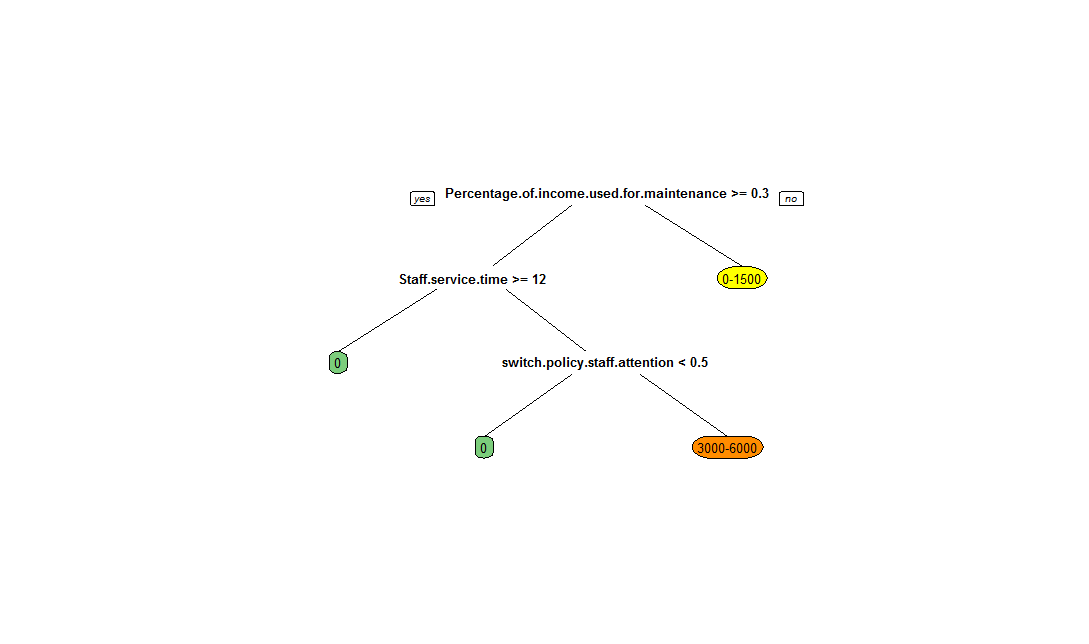 yes
Percentage.of.income.used.for.maintenance >= 0.3
no
Staff.service.time >= 12
0-1500
0
switch.policy.staff.attention < 0.5
0
3000-6000